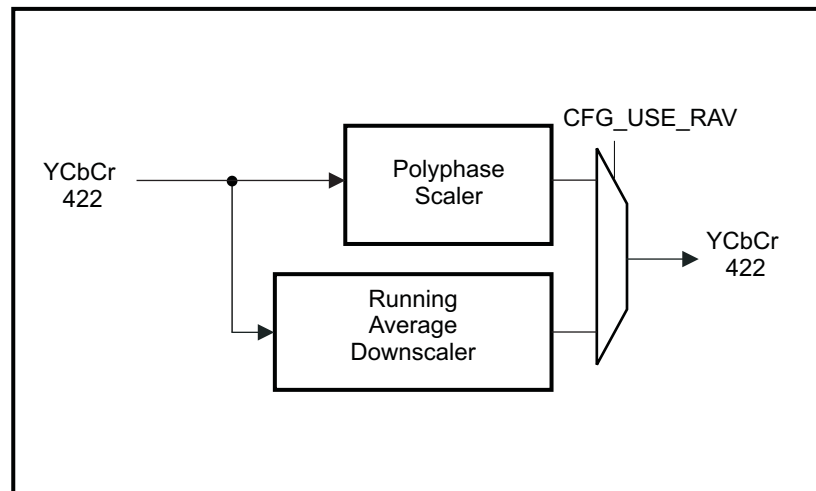 CFG_USE_RAV
YCbCr
422
Polyphase
Scaler
YCbCr
422
Running
Average
Downscaler